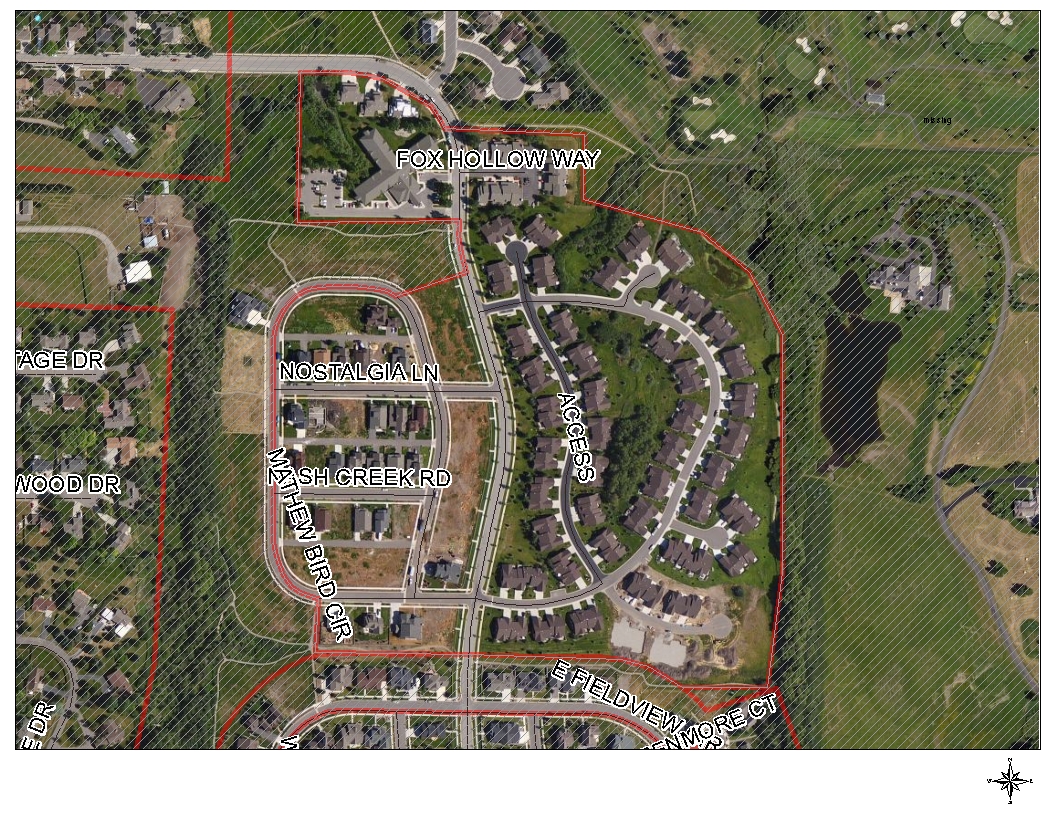 FOX HOLLOW WAY
NOSTALGIA LN
TAGE DR
ACCESS
WOOD DR
ASH CREEK RD
MATHEW BIRD CIR
E FIELDVIEW
ENMORE CT
E DR